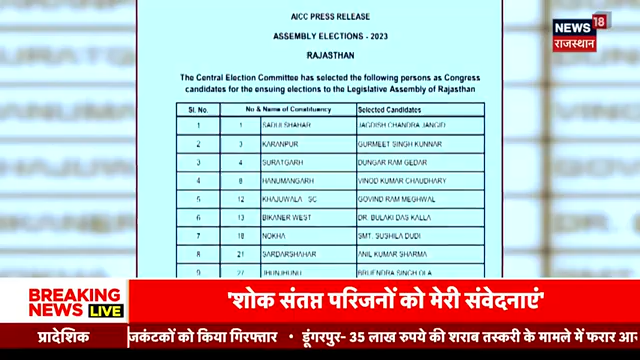 AICC PRESS RELEASE
ASSEMBLY ELECTIONS - 2023
RAJASTHAN
The Central Election Committee has selected the following persons as Congress
candidates for the ensuing elections to the Legislative Assembly of Rajasthan
Sl. No. No & Name of Constituency Selected Candidates
1 1 SADULSHAHAR JAGDISH CHANDRA JANGID
2 3 KARANPUR GURMEET SINGH KUNNAR
3 4 SURATGARH DUNGAR RAM GEDAR
4 8 HANUMANGARH VINOD KUMAR CHAUDHARY
5 12 KHAJUWALA - SC GOVIND RAM MEGHWAL
6 13 BIKANER WEST DR. BULAKI DAS KALLA
7 18 NOKHA SMT. SUSHILA DUDI
8 21 SARDARSHAHAR ANIL KUMAR SHARMA
9 27 JHUNJHUNU BRIJENDRA SINGH OLA
NEWS 18
राजस्थान
BREAKING
NEWS LIVE
'शोक संतप्त परिजनों को मेरी संवेदनाएं'
प्रादेशिक जकंटकों को किया गिरफ्तार • डूंगरपुर- 35 लाख रुपये की शराब तस्करी के मामले में फरार आ